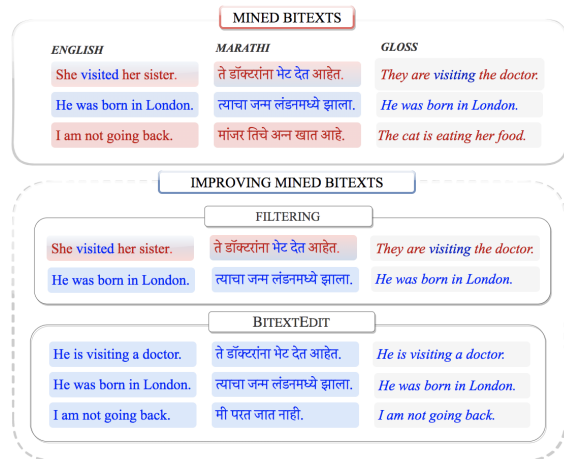 MINED BITEXTS
ENGLISH MARATHI GLOSS
She visited her sister. ते डॉक्टरांना भेट देत आहेत. They are visiting the doctor.
He was born in London. त्याचा जन्म लंडनमध्ये झाला. He was born in London.
I am not going back. मांजर तिचे अन्न खात आहे. The cat is eating her food.
IMPROVING MINED BITEXTS
FILTERING
She visited her sister. ते डॉक्टरांना भेट देत आहेत. They are visiting the doctor.
He was born in London. त्याचा जन्म लंडनमध्ये झाला. He was born in London.
BITEXTEDIT
He is visiting a doctor. ते डॉक्टरांना भेट देत आहेत. He is visiting a doctor.
He was born in London. त्याचा जन्म लंडनमध्ये झाला. He was born in London.
I am not going back. मी परत जात नाही. I am not going back.